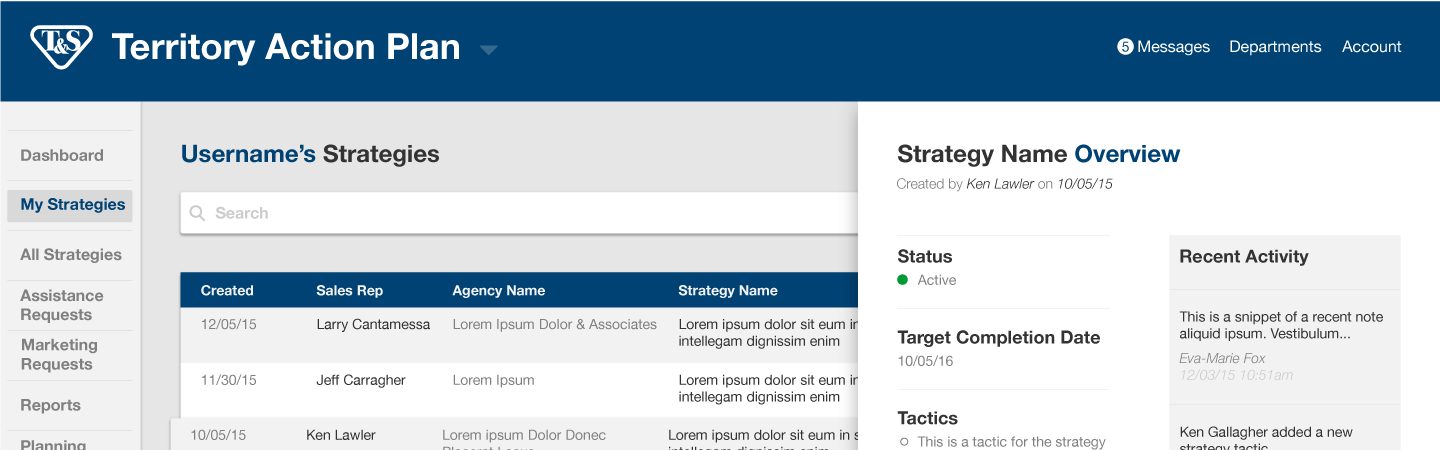 T&S
Territory Action Plan
5 Messages Departments Account
Dashboard
My Strategies
All Strategies
Assistance
Requests
Marketing
Requests
Reports
Planning
Username's Strategies
Search
Created Sales Rep Agency Name Strategy Name
12/05/15 Larry Cantamessa Lorem Ipsum Dolor & Associates Lorem ipsum dolor sit eum in
intellegam dignissim enim
11/30/15 Jeff Carragher Lorem Ipsum Lorem ipsum dolor sit eum in
intellegam dignissim enim
10/05/15 Ken Lawler Lorem ipsum Dolor Donec Lorem ipsum dolor sit eum in s
intellegam dignissim enim
Strategy Name Overview
Created by Ken Lawler on 10/05/15
Status
Active
Target Completion Date
10/05/16
Tactics
This is a tactic for the strategy
Recent Activity
This is a snippet of a recent note
aliquid ipsum. Vestibulum...
Eva-Marie Fox
12/03/15 10:51am
Ken Gallagher added a new
strategy tactic